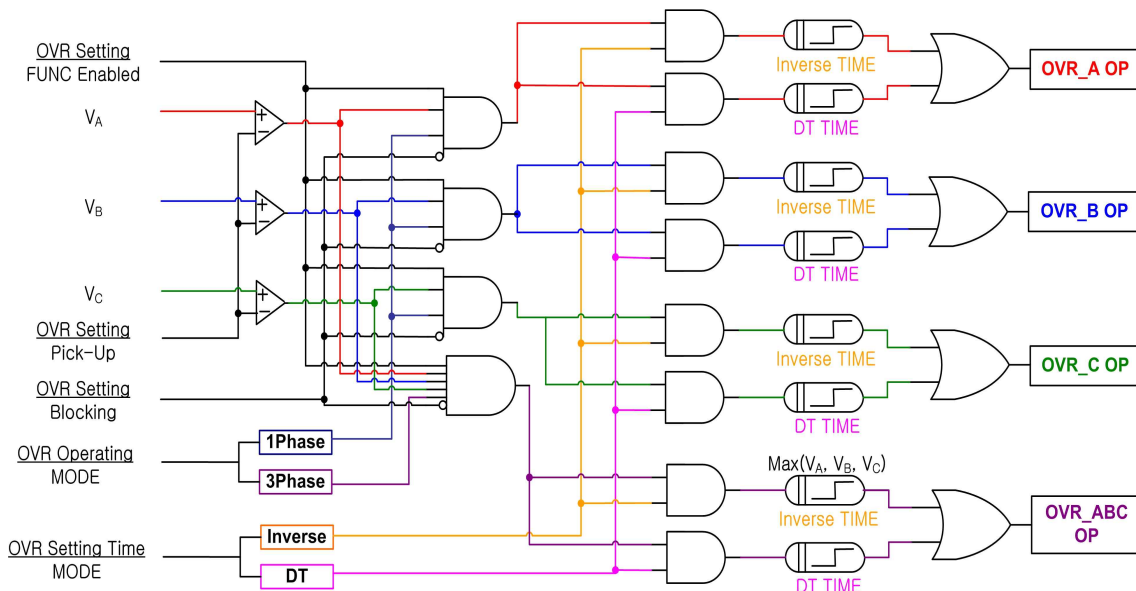 OVR Setting
FUNC Enabled
VA
VB
VC
OVR Setting
Pick-Up
OVR Setting
Blocking
OVR Operating
MODE
1Phase
3Phase
OVR Setting Time
MODE
Inverse
DT
+
−
+
−
+
−
Inverse TIME
DT TIME
OVR_A OP
Inverse TIME
DT TIME
OVR_B OP
Inverse TIME
DT TIME
OVR_C OP
Max(VA, VB, VC)
Inverse TIME
DT TIME
OVR_ABC
OP